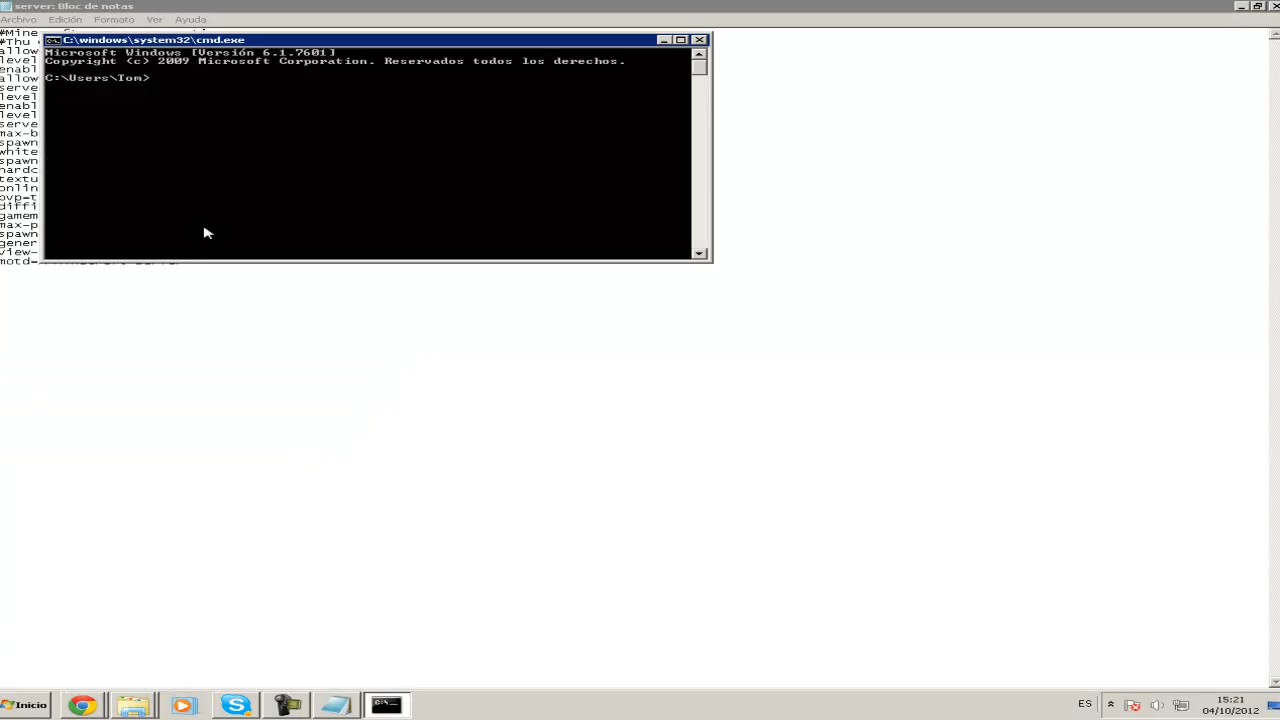 server: Bloc de notas
Archivo Edición Formato Ver Ayuda
#Mine
C:\windows\system32\cmd.exe
#Thu
Microsoft Windows [Versión 6.1.7601]
allow
Copyright (c) 2009 Microsoft Corporation. Reservados todos los derechos.
level
enabl
C:\Users\Tom>
allow
serve
level
enabl
level
serve
max-b
spawn
white
spawn
hardc
textu
onlin
pvp=t
diffi
gamem
max-p
spawn
gener
view-
motd=
Inicio
C:\
ES
15:21
04/10/2012